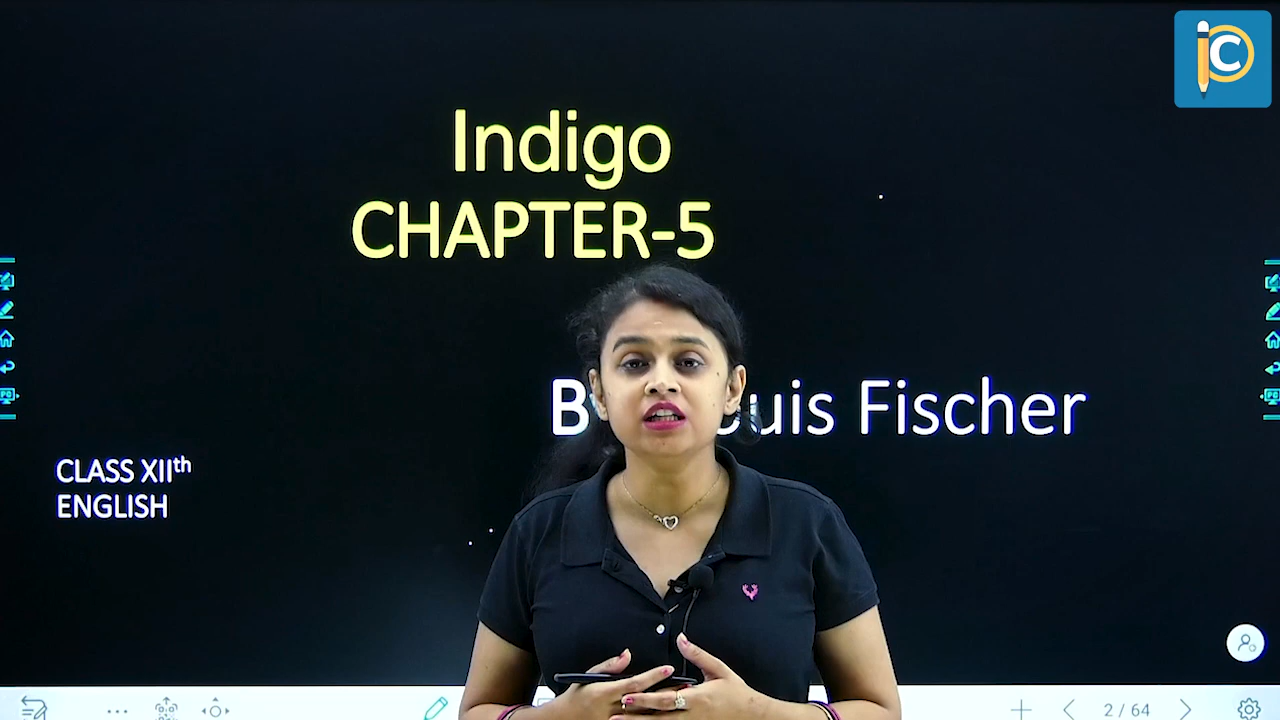 Indigo
CHAPTER-5
Fischer
CLASS XIIth
ENGLISH
2 / 64